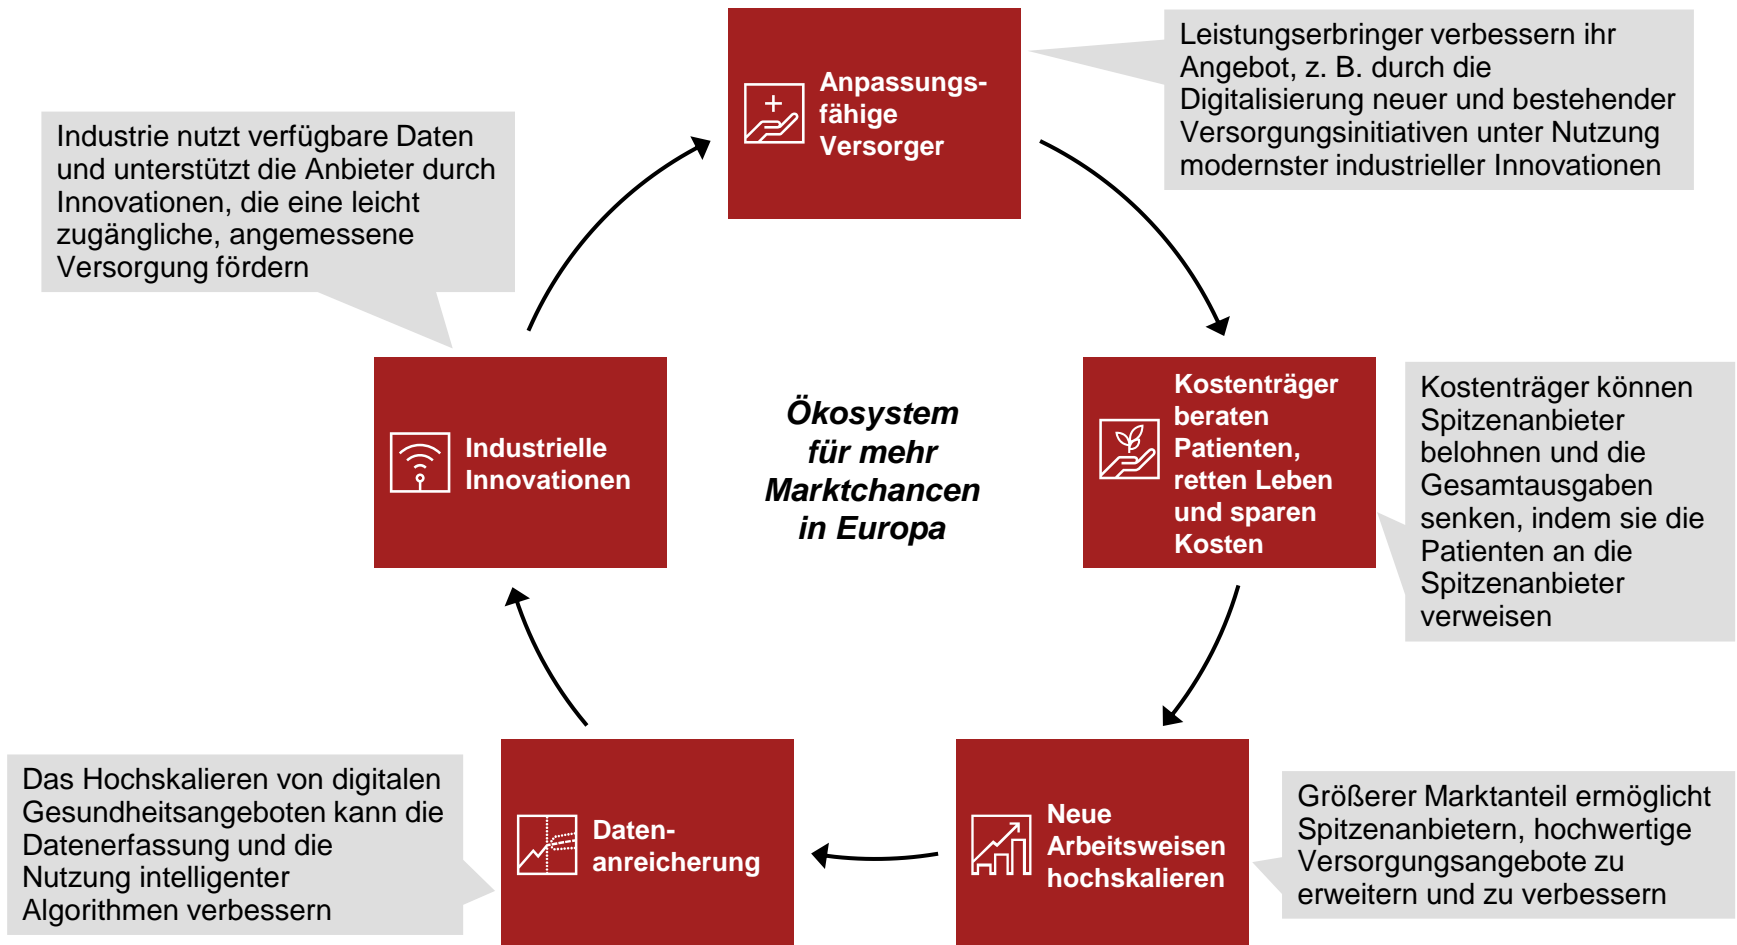 Anpassungs-
fähige
Versorger
Leistungserbringer verbessern ihr
Angebot, z. B. durch die
Digitalisierung neuer und bestehender
Versorgungsinitiativen unter Nutzung
modernster industrieller Innovationen
Industrie nutzt verfügbare Daten
und unterstützt die Anbieter durch
Innovationen, die eine leicht
zugängliche, angemessene
Versorgung fördern
Industrielle
Innovationen
Ökosystem
für mehr
Marktchancen
in Europa
Kostenträger
beraten
Patienten,
retten Leben
und sparen
Kosten
Kostenträger können
Spitzenanbieter
belohnen und die
Gesamtausgaben
senken, indem sie die
Patienten an die
Spitzenanbieter
verweisen
Das Hochskalieren von digitalen
Gesundheitsangeboten kann die
Datenerfassung und die
Nutzung intelligenter
Algorithmen verbessern
Daten-
anreicherung
Neue
Arbeitsweisen
hochskalieren
Größerer Marktanteil ermöglicht
Spitzenanbietern, hochwertige
Versorgungsangebote zu
erweitern und zu verbessern